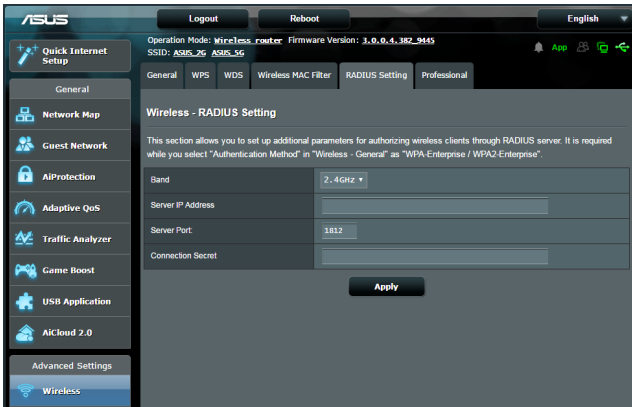 ASUS
Logout
Reboot
English
Quick Internet Setup
Operation Mode: Wireless router Firmware Version: 3.0.0.4.382_9445
SSID: ASUS_2G ASUS_5G
App
General
WPS
WDS
Wireless MAC Filter
RADIUS Setting
Professional
General
Network Map
Guest Network
AiProtection
Adaptive QoS
Traffic Analyzer
Game Boost
USB Application
AiCloud 2.0
Advanced Settings
Wireless
Wireless - RADIUS Setting
This section allows you to set up additional parameters for authorizing wireless clients through RADIUS server. It is required
while you select "Authentication Method" in "Wireless - General" as "WPA-Enterprise / WPA2-Enterprise".
Band
2.4GHz
Server IP Address
Server Port:
1812
Connection Secret
Apply